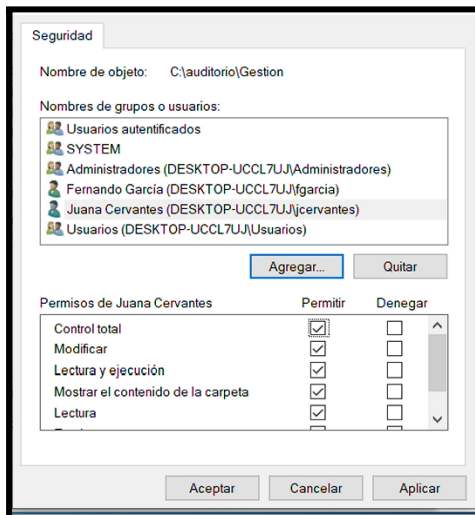 Seguridad
Nombre de objeto: C:\auditorio\Gestion
Nombres de grupos o usuarios:
Usuarios autentificados
SYSTEM
Administradores (DESKTOP-UCCL7UJ\Administradores)
Fernando García (DESKTOP-UCCL7UJ\fgarcia)
Juana Cervantes (DESKTOP-UCCL7UJ\jcervantes)
Usuarios (DESKTOP-UCCL7UJ\Usuarios)
Agregar... Quitar
Permisos de Juana Cervantes Permitir Denegar
Control total
Modificar
Lectura y ejecución
Mostrar el contenido de la carpeta
Lectura
Aceptar Cancelar Aplicar